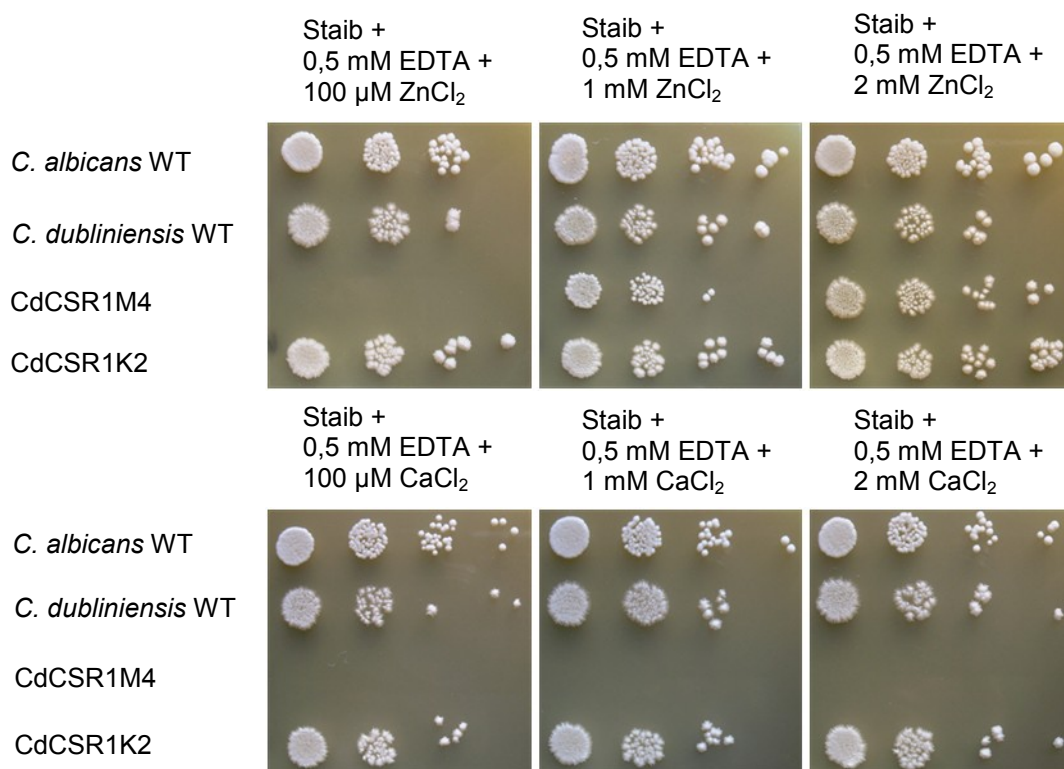 Staib +
0,5 mM EDTA +
100 µM ZnCl₂
Staib +
0,5 mM EDTA +
1 mM ZnCl₂
Staib +
0,5 mM EDTA +
2 mM ZnCl₂
C. albicans WT
C. dubliniensis WT
CdCSR1M4
CdCSR1K2
Staib +
0,5 mM EDTA +
100 µM CaCl₂
Staib +
0,5 mM EDTA +
1 mM CaCl₂
Staib +
0,5 mM EDTA +
2 mM CaCl₂
C. albicans WT
C. dubliniensis WT
CdCSR1M4
CdCSR1K2